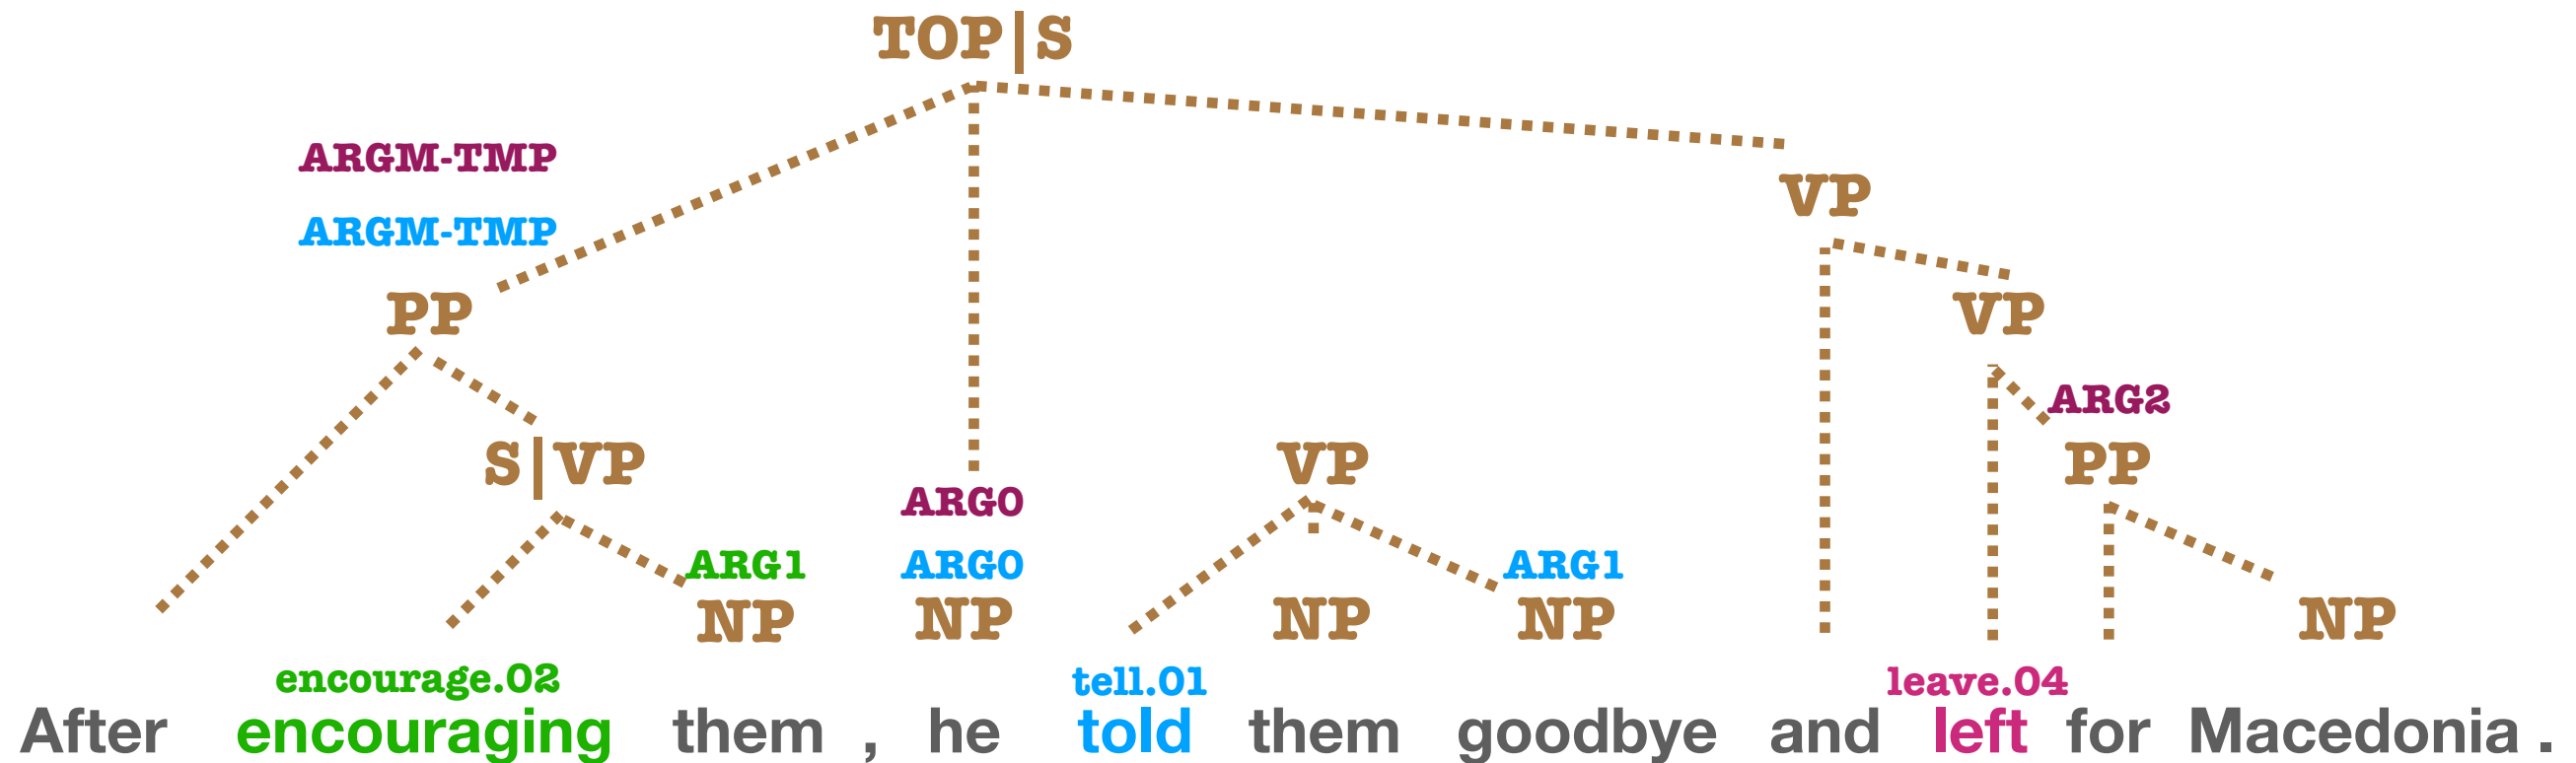 TOP|S
ARGM-TMP
VP
ARGM-TMP
PP VP
ARG2
S|VP VP PP
ARG0
ARG1 ARG0 ARG1
NP NP NP NP NP
encourage.02 tell.01 leave.04
After encouraging them , he told them goodbye and left for Macedonia .